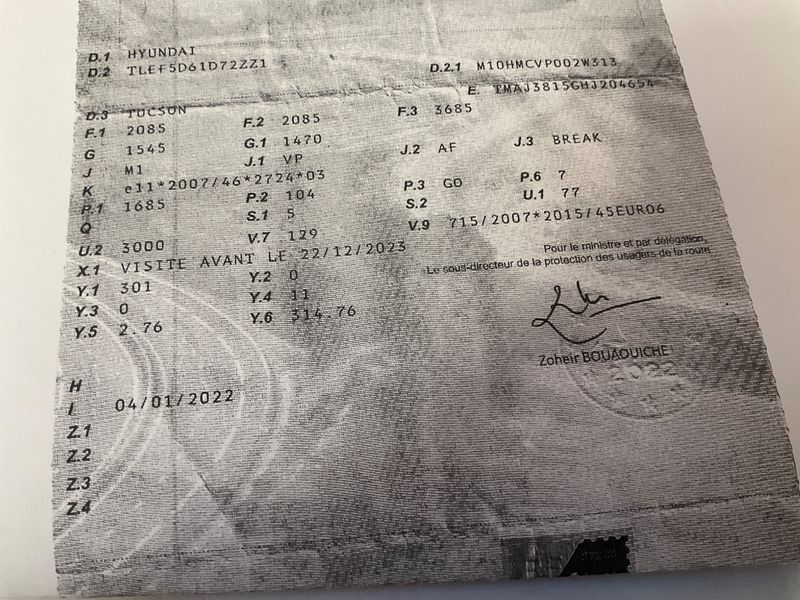 D.1 HYUNDAI
D.2 TLEF5D61D72ZZ1 D.2.1 M10HMCVP002W313
D.3 TUCSON E. TMAJ3815GHJ204654
F.1 2085 F.2 2085 F.3 3685
G 1545 G.1 1470
J M1 J.1 VP J.2 AF J.3 BREAK
K e11*2007/46*2724*03
P.1 1685 P.2 104 P.3 GO P.6 7
Q S.1 5 S.2 U.1 77
U.2 3000 V.7 129 V.9 715/2007*2015/45EURO6
X.1 VISITE AVANT LE 22/12/2023
Y.1 301 Y.2 0
Y.3 0 Y.4 11
Y.5 2.76 Y.6 314.76
Pour le ministre et par délégation,
Le sous-directeur de la protection des usagers de la route
Zoheir BOUAOUICHE
2022
H
I 04/01/2022
Z.1
Z.2
Z.3
Z.4